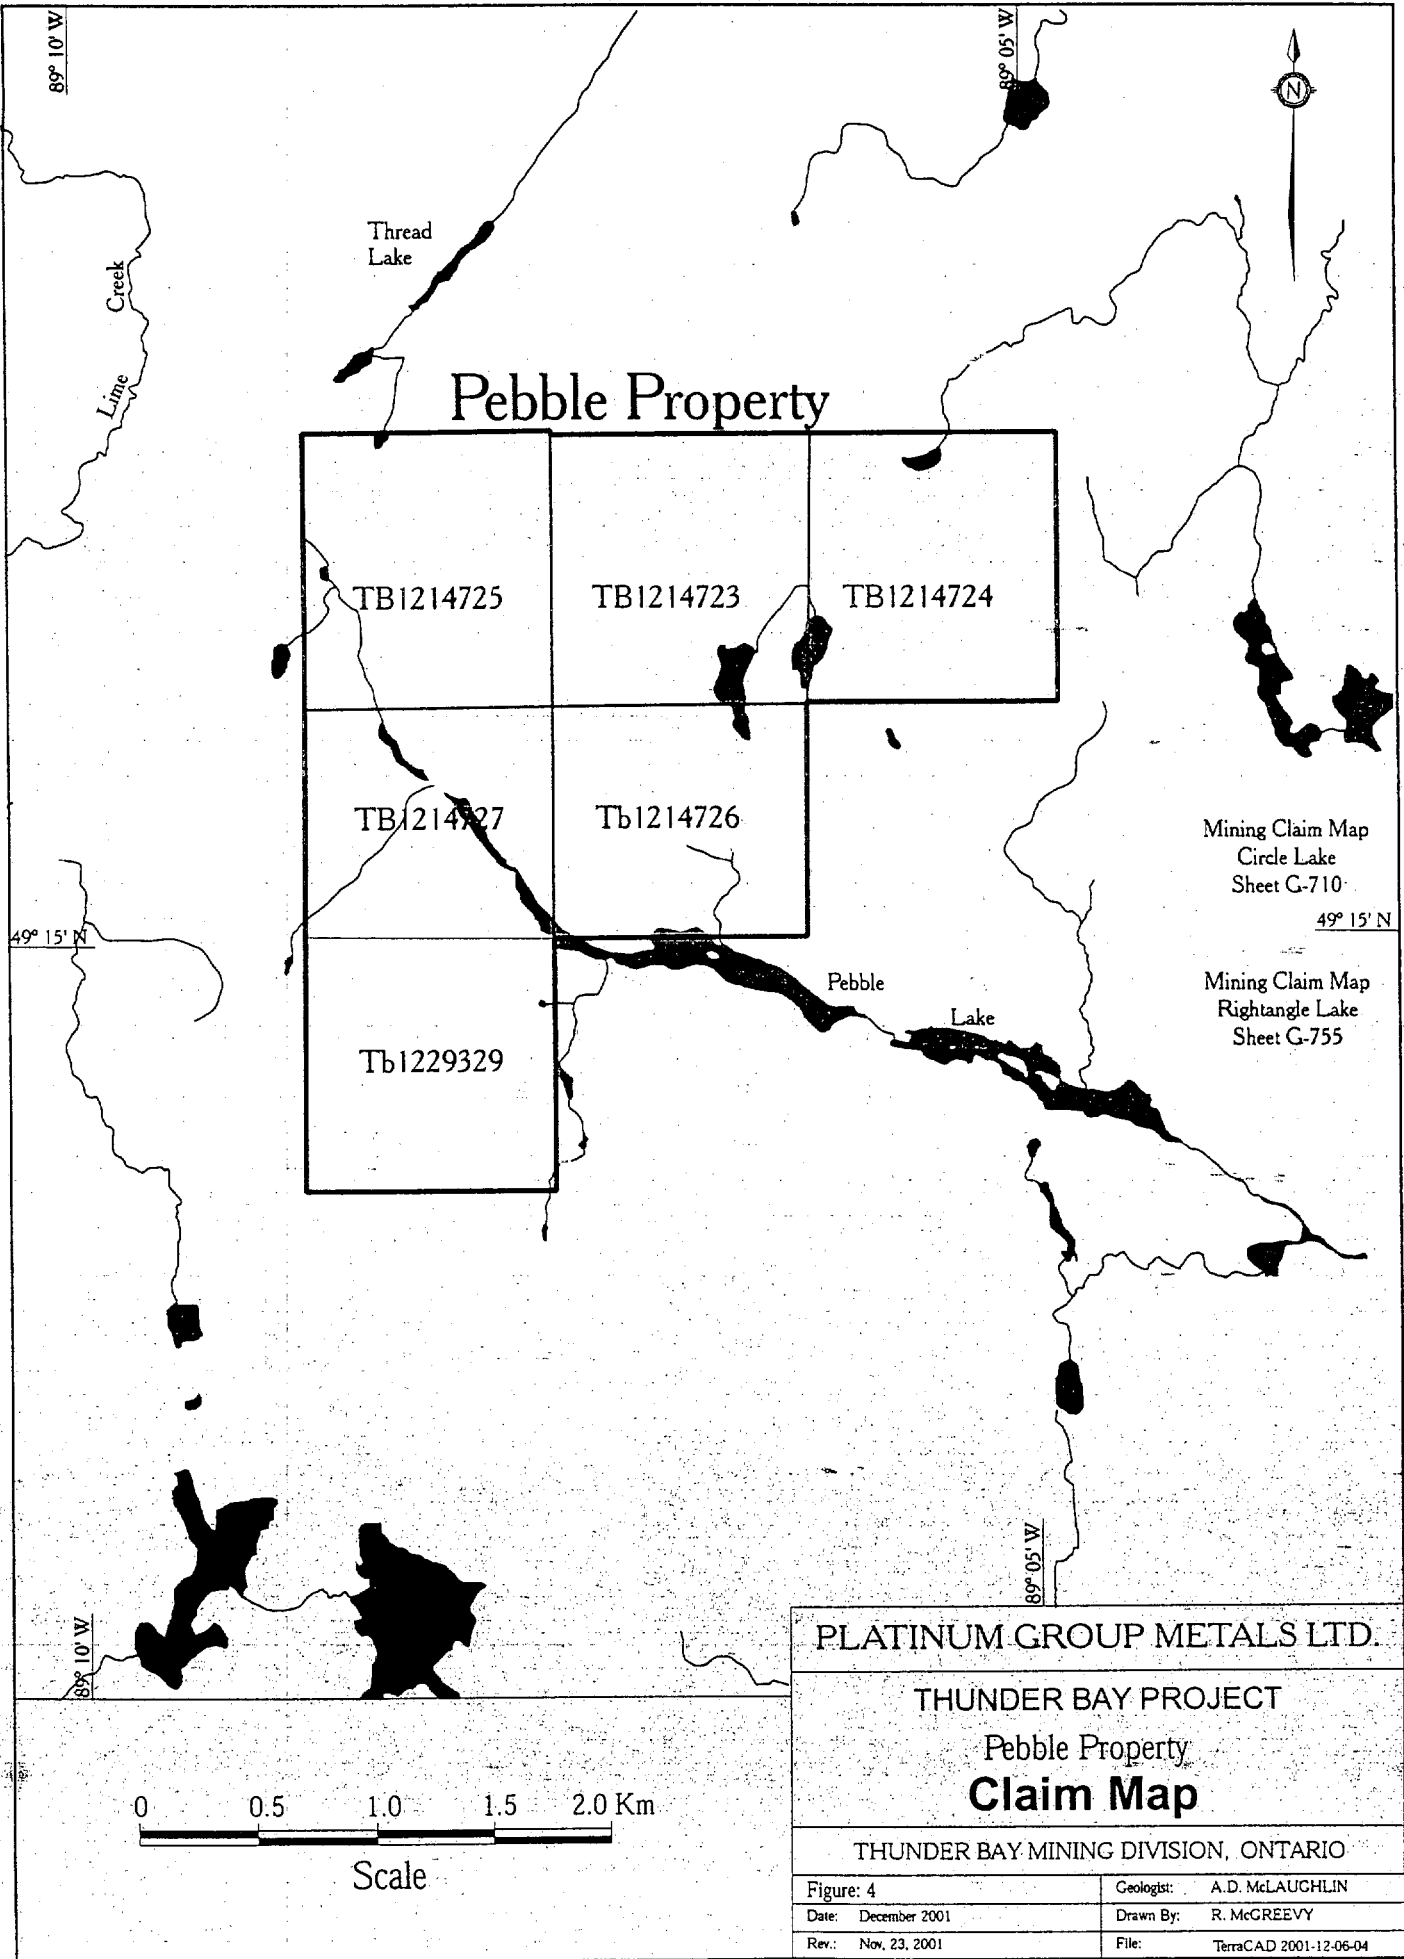 89° 10' W
89° 05' W
N
Thread
Lake
Creek
Lime
Pebble Property
TB1214725
TB1214723
TB1214724
TB1214727
Tb1214726
Mining Claim Map
Circle Lake
Sheet G-710
49° 15' N
49° 15' N
Mining Claim Map
Rightangle Lake
Sheet G-755
Pebble
Lake
Tb1229329
89° 05' W
89° 10' W
PLATINUM GROUP METALS LTD.
THUNDER BAY PROJECT
Pebble Property
Claim Map
THUNDER BAY MINING DIVISION, ONTARIO
Figure: 4
Geologist: A.D. McLAUGHLIN
Date: December 2001
Drawn By: R. McGREEVY
Rev.: Nov, 23, 2001
File: TerraCAD 2001-12-06-04
0 0.5 1.0 1.5 2.0 Km
Scale